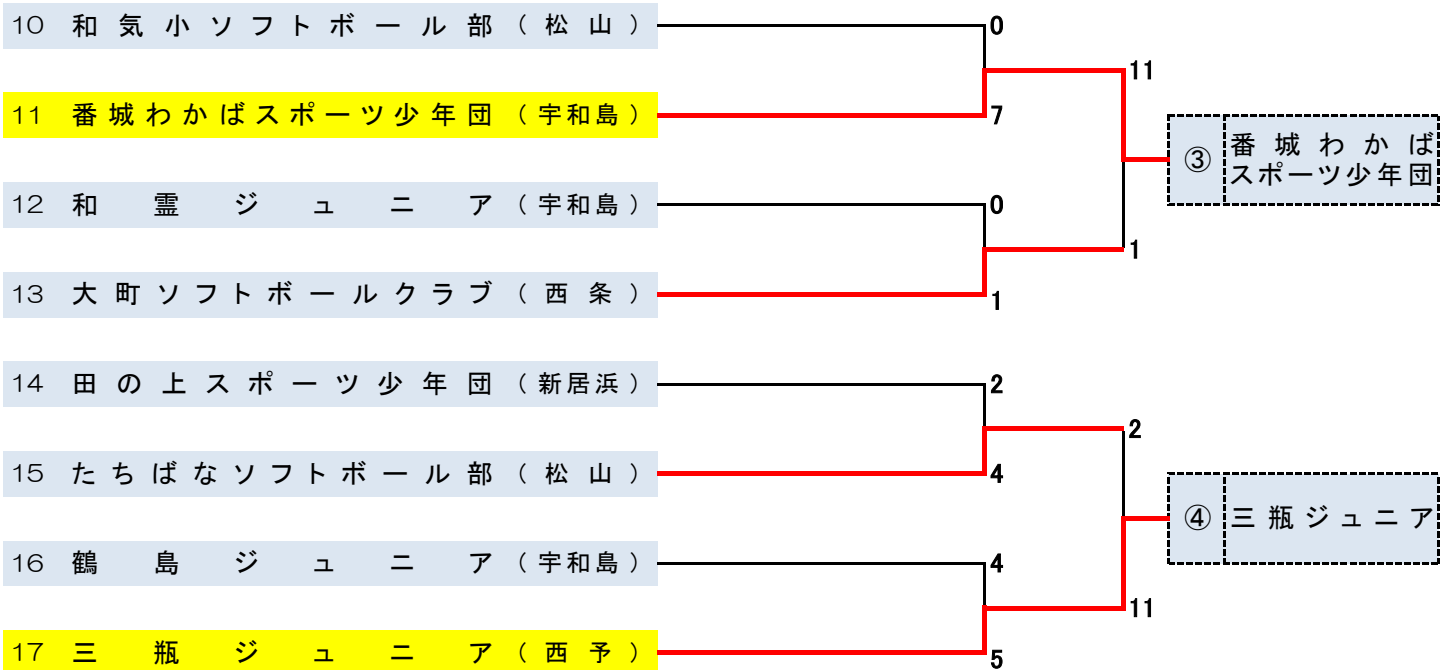 10 和気小ソフトボール部（松山） 0
11
11 番城わかばスポーツ少年団（宇和島） 7
③ 番城わかば
スポーツ少年団
12 和霊ジュニア（宇和島） 0
1
13 大町ソフトボールクラブ（西条） 1
14 田の上スポーツ少年団（新居浜） 2
2
15 たちばなソフトボール部（松山） 4
④ 三瓶ジュニア
16 鶴島ジュニア（宇和島） 4
11
17 三瓶ジュニア（西予） 5